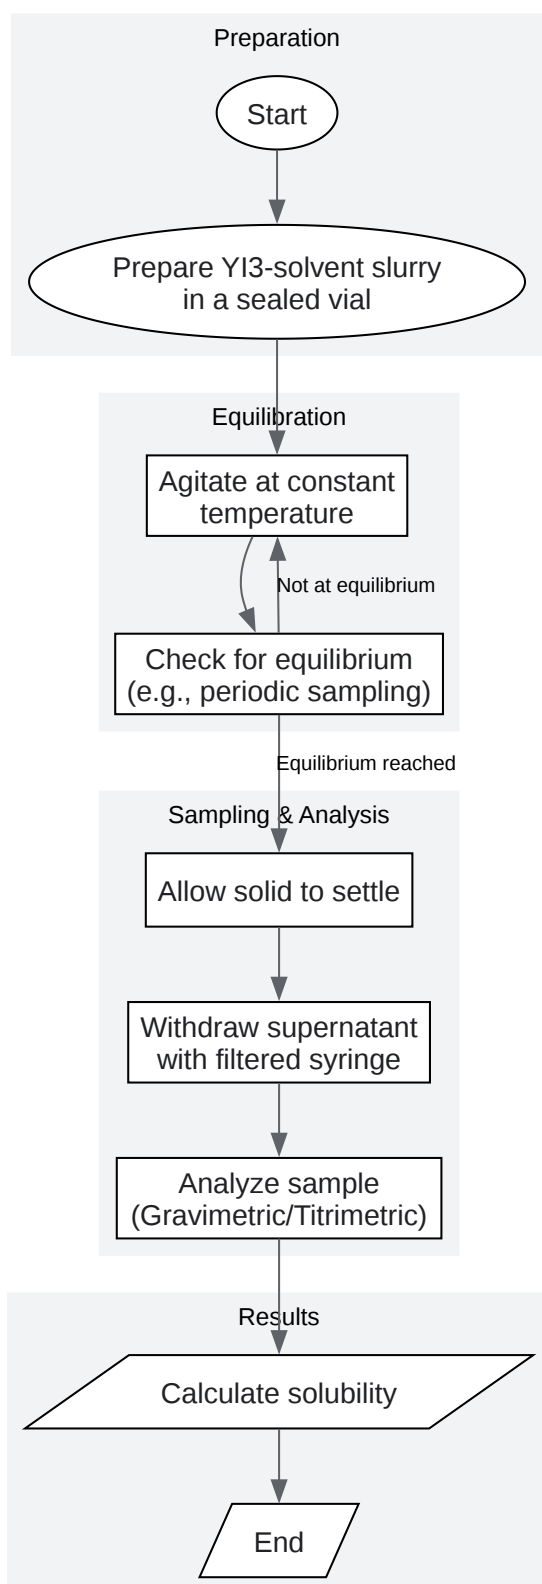 Preparation
Start
Prepare YI3-solvent slurry
in a sealed vial
Equilibration
Agitate at constant
temperature
Not at equilibrium
Check for equilibrium
(e.g., periodic sampling)
Equilibrium reached
Sampling & Analysis
Allow solid to settle
Withdraw supernatant
with filtered syringe
Analyze sample
(Gravimetric/Titrimetric)
Results
Calculate solubility
End